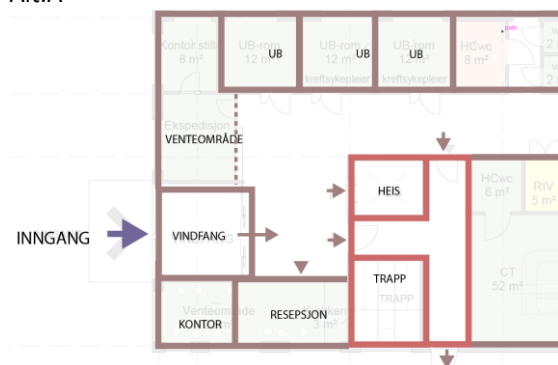 Kontor still
8 m²
UB-rom
12 m²
UB
UB-rom
12 m²
UB
kreftsykepleier
UB-rom
12 m²
UB
kreftsykepleier
HCwc
8 m²
Ekspedisjon
VENTEOMRÅDE
INNGANG
VINDFANG
HEIS
HCwc
6 m²
RIV
5 m²
TRAPP
TRAPP
CT
52 m²
Venteområde
KONTOR
RESEPSJON
3 m²